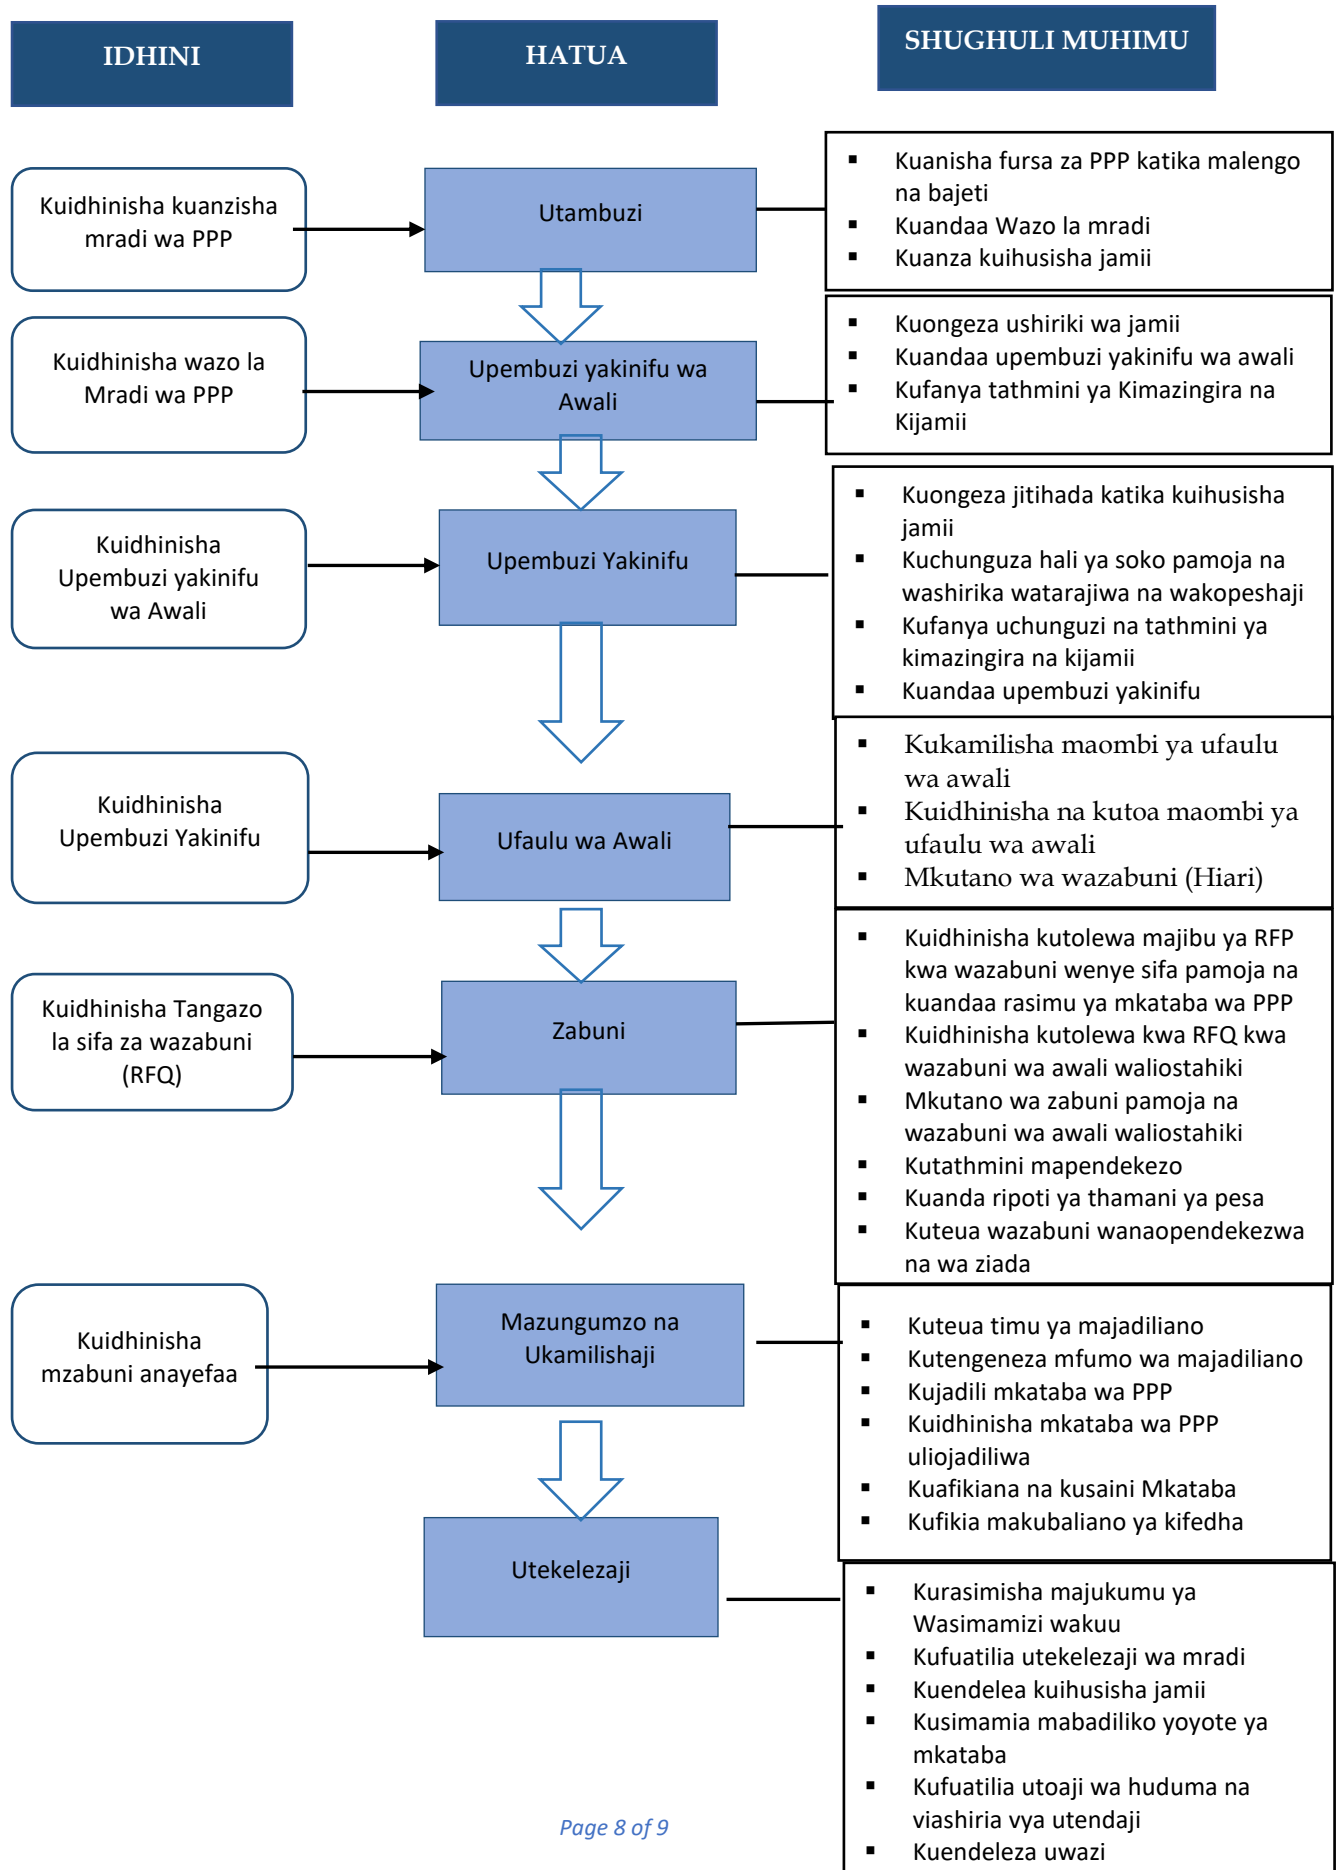 IDHINI
HATUA
SHUGHULI MUHIMU
Kuidhinisha kuanzisha
mradi wa PPP
Utambuzi
▪ Kuanisha fursa za PPP katika malengo
na bajeti
▪ Kuandaa Wazo la mradi
▪ Kuanza kuihusisha jamii
Kuidhinisha wazo la
Mradi wa PPP
Upembuzi yakinifu wa
Awali
▪ Kuongeza ushiriki wa jamii
▪ Kuandaa upembuzi yakinifu wa awali
▪ Kufanya tathmini ya Kimazingira na
Kijamii
Kuidhinisha
Upembuzi yakinifu
wa Awali
Upembuzi Yakinifu
▪ Kuongeza jitihada katika kuihusisha
jamii
▪ Kuchunguza hali ya soko pamoja na
washirika watarajiwa na wakopeshaji
▪ Kufanya uchunguzi na tathmini ya
kimazingira na kijamii
▪ Kuandaa upembuzi yakinifu
Kuidhinisha
Upembuzi Yakinifu
Ufaulu wa Awali
▪ Kukamilisha maombi ya ufaulu
wa awali
▪ Kuidhinisha na kutoa maombi ya
ufaulu wa awali
▪ Mkutano wa wazabuni (Hiari)
Kuidhinisha Tangazo
la sifa za wazabuni
(RFQ)
Zabuni
▪ Kuidhinisha kutolewa majibu ya RFP
kwa wazabuni wenye sifa pamoja na
kuandaa rasimu ya mkataba wa PPP
▪ Kuidhinisha kutolewa kwa RFQ kwa
wazabuni wa awali waliostahiki
▪ Mkutano wa zabuni pamoja na
wazabuni wa awali waliostahiki
▪ Kutathmini mapendekezo
▪ Kuanda ripoti ya thamani ya pesa
▪ Kuteua wazabuni wanaopendekezwa
na wa ziada
Kuidhinisha
mzabuni anayefaa
Mazungumzo na
Ukamilishaji
▪ Kuteua timu ya majadiliano
▪ Kutengeneza mfumo wa majadiliano
▪ Kujadili mkataba wa PPP
▪ Kuidhinisha mkataba wa PPP
uliojadiliwa
▪ Kuafikiana na kusaini Mkataba
▪ Kufikia makubaliano ya kifedha
Utekelezaji
▪ Kurasimisha majukumu ya
Wasimamizi wakuu
▪ Kufuatilia utekelezaji wa mradi
▪ Kuendelea kuihusisha jamii
▪ Kusimamia mabadiliko yoyote ya
mkataba
▪ Kufuatilia utoaji wa huduma na
viashiria vya utendaji
▪ Kuendeleza uwazi
Page 8 of 9